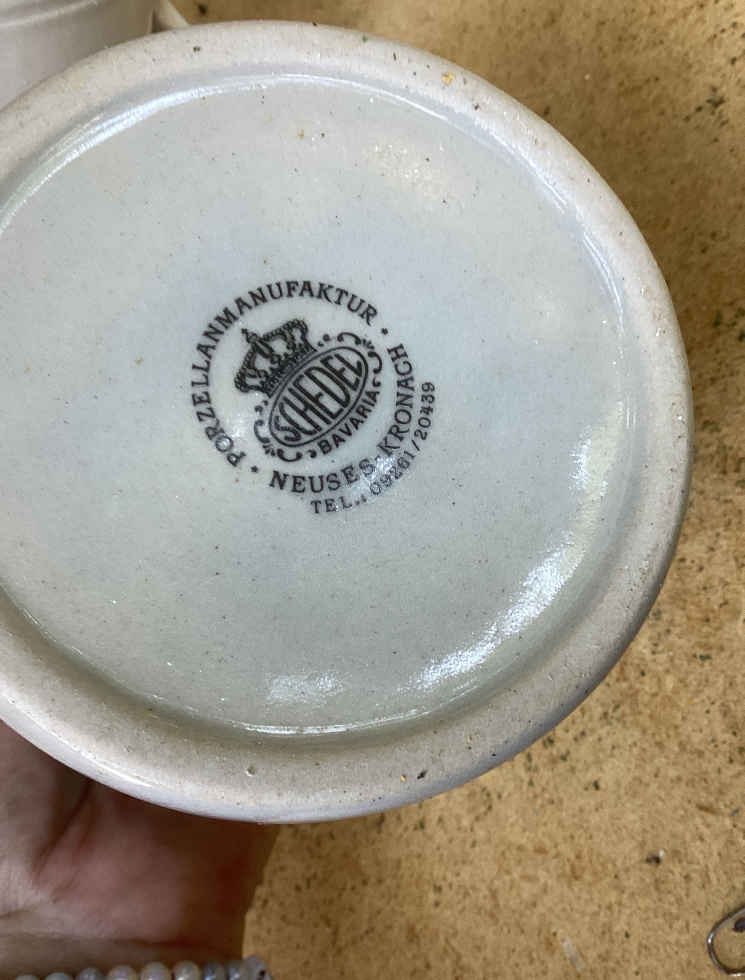 • PORZELLANMANUFAKTUR •
SCHEDEL
BAVARIA
NEUSES-KRONACH
TEL.: 09261/20439